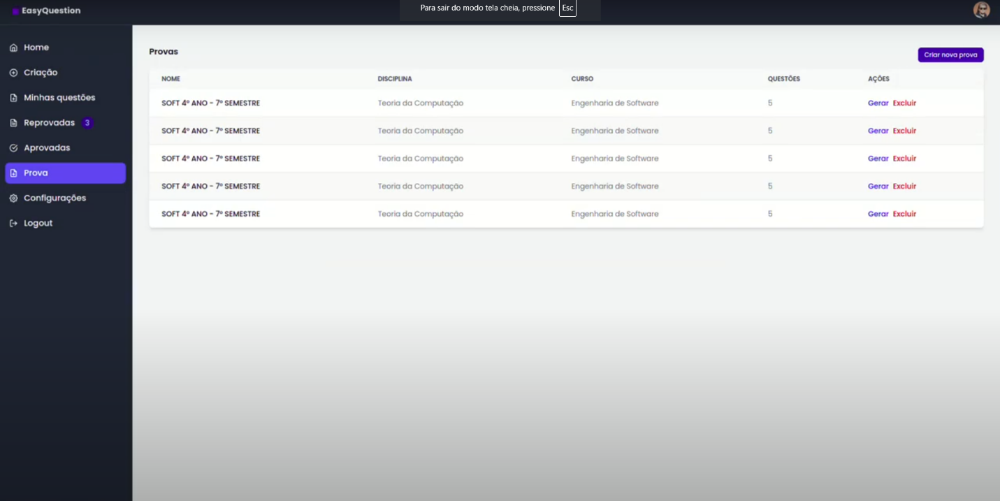 EasyQuestion
Para sair do modo tela cheia, pressione Esc
Home
Criação
Minhas questões
Reprovadas 3
Aprovadas
Prova
Configurações
Logout
Provas
Criar nova prova
NOME DISCIPLINA CURSO QUESTÕES AÇÕES
SOFT 4º ANO - 7º SEMESTRE Teoria da Computação Engenharia de Software 5 Gerar Excluir
SOFT 4º ANO - 7º SEMESTRE Teoria da Computação Engenharia de Software 5 Gerar Excluir
SOFT 4º ANO - 7º SEMESTRE Teoria da Computação Engenharia de Software 5 Gerar Excluir
SOFT 4º ANO - 7º SEMESTRE Teoria da Computação Engenharia de Software 5 Gerar Excluir
SOFT 4º ANO - 7º SEMESTRE Teoria da Computação Engenharia de Software 5 Gerar Excluir